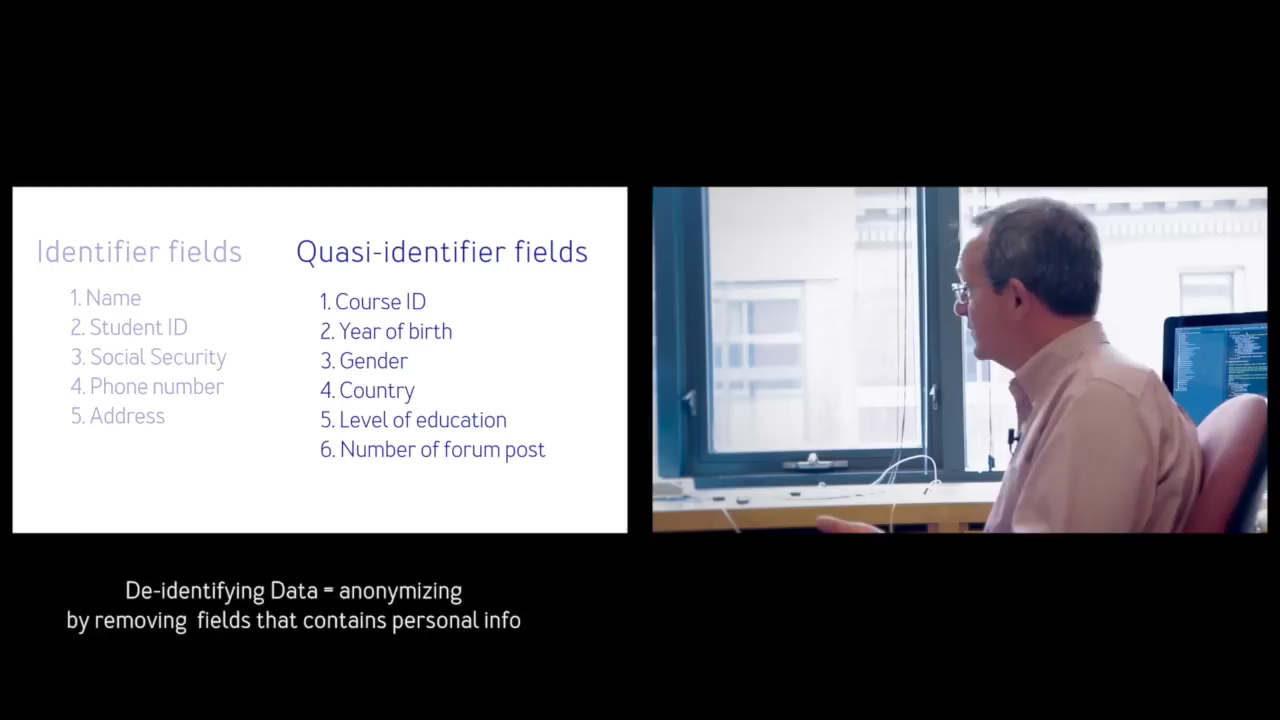 Identifier fields
1. Name
2. Student ID
3. Social Security
4. Phone number
5. Address
Quasi-identifier fields
1. Course ID
2. Year of birth
3. Gender
4. Country
5. Level of education
6. Number of forum post
De-identifying Data = anonymizing
by removing fields that contains personal info